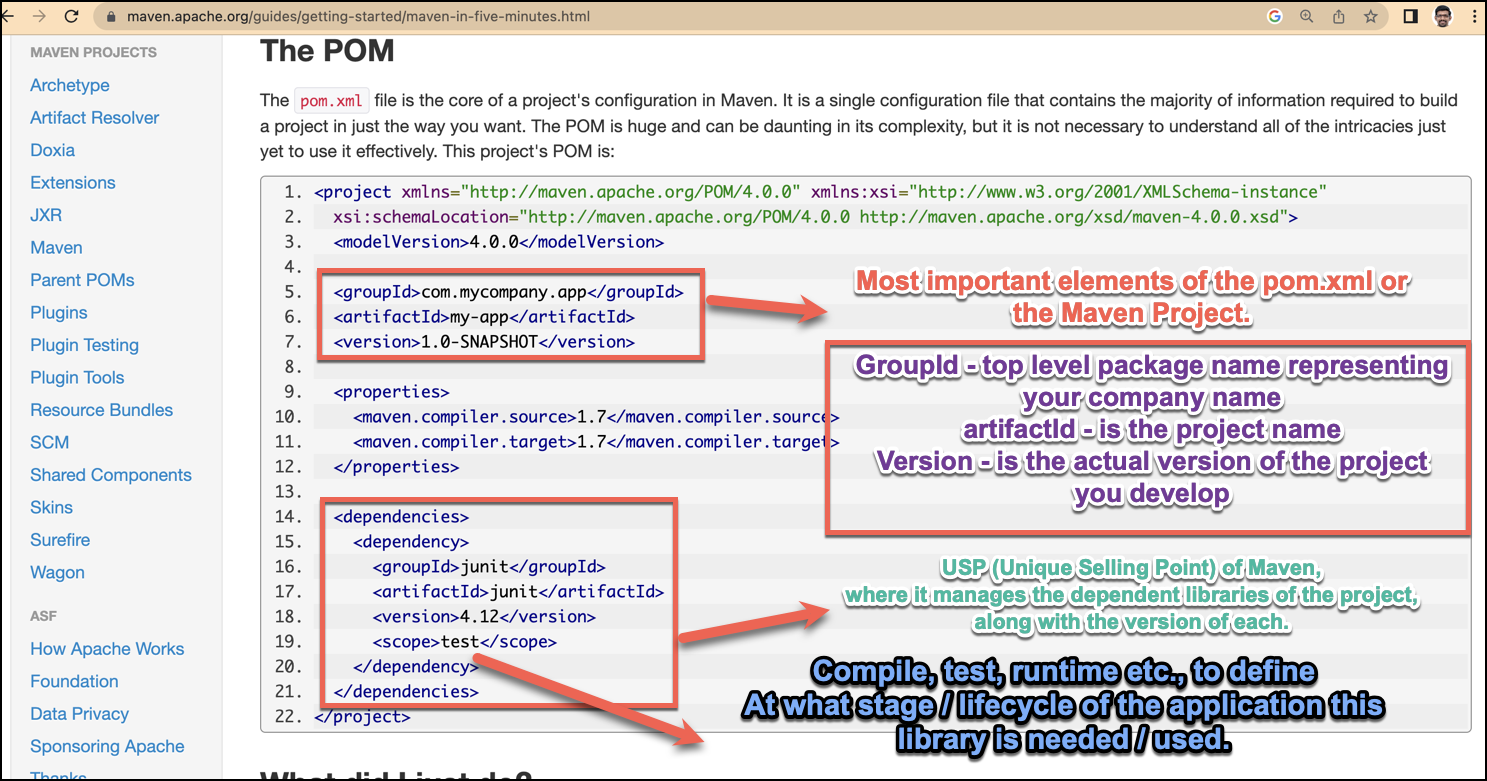 maven.apache.org/guides/getting-started/maven-in-five-minutes.html
MAVEN PROJECTS
Archetype
Artifact Resolver
Doxia
Extensions
JXR
Maven
Parent POMs
Plugins
Plugin Testing
Plugin Tools
Resource Bundles
SCM
Shared Components
Skins
Surefire
Wagon
ASF
How Apache Works
Foundation
Data Privacy
Sponsoring Apache
Thanks
The POM
The pom.xml file is the core of a project's configuration in Maven. It is a single configuration file that contains the majority of information required to build
a project in just the way you want. The POM is huge and can be daunting in its complexity, but it is not necessary to understand all of the intricacies just
yet to use it effectively. This project's POM is:
1. <project xmlns="http://maven.apache.org/POM/4.0.0" xmlns:xsi="http://www.w3.org/2001/XMLSchema-instance"
2. xsi:schemaLocation="http://maven.apache.org/POM/4.0.0 http://maven.apache.org/xsd/maven-4.0.0.xsd">
3. <modelVersion>4.0.0</modelVersion>
4.
5. <groupId>com.mycompany.app</groupId>
6. <artifactId>my-app</artifactId>
7. <version>1.0-SNAPSHOT</version>
8.
9. <properties>
10. <maven.compiler.source>1.7</maven.compiler.source>
11. <maven.compiler.target>1.7</maven.compiler.target>
12. </properties>
13.
14. <dependencies>
15. <dependency>
16. <groupId>junit</groupId>
17. <artifactId>junit</artifactId>
18. <version>4.12</version>
19. <scope>test</scope>
20. </dependency>
21. </dependencies>
22. </project>
Most important elements of the pom.xml or
the Maven Project.
GroupId - top level package name representing
your company name
artifactId - is the project name
Version - is the actual version of the project
you develop
USP (Unique Selling Point) of Maven,
where it manages the dependent libraries of the project,
along with the version of each.
Compile, test, runtime etc., to define
At what stage / lifecycle of the application this
library is needed / used.
What did I just do?